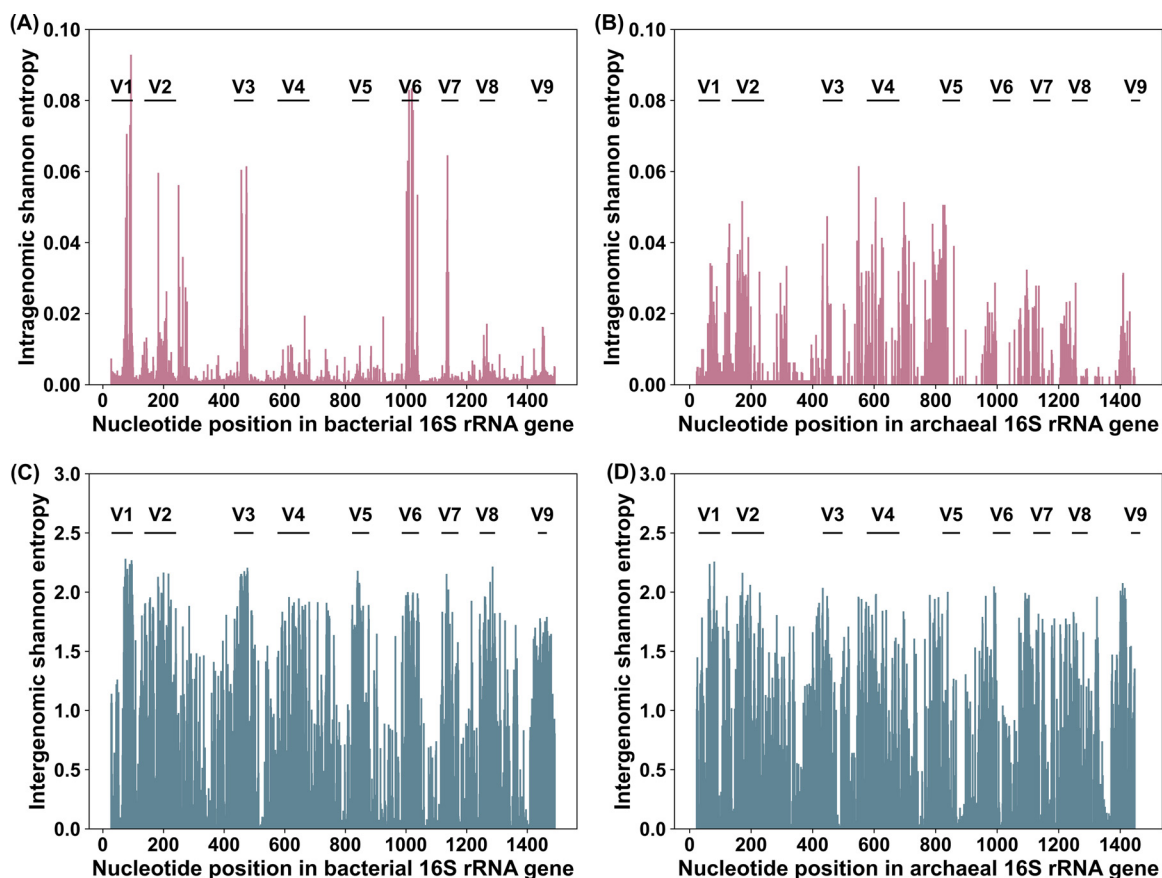 (A)
Intragenomic shannon entropy
0.10
0.08
0.06
0.04
0.02
0.00
V1 V2 V3 V4 V5 V6 V7 V8 V9
0 200 400 600 800 1000 1200 1400
Nucleotide position in bacterial 16S rRNA gene
(B)
Intragenomic shannon entropy
0.10
0.08
0.06
0.04
0.02
0.00
V1 V2 V3 V4 V5 V6 V7 V8 V9
0 200 400 600 800 1000 1200 1400
Nucleotide position in archaeal 16S rRNA gene
(C)
Intergenomic shannon entropy
3.0
2.5
2.0
1.5
1.0
0.5
0.0
V1 V2 V3 V4 V5 V6 V7 V8 V9
0 200 400 600 800 1000 1200 1400
Nucleotide position in bacterial 16S rRNA gene
(D)
Intergenomic shannon entropy
3.0
2.5
2.0
1.5
1.0
0.5
0.0
V1 V2 V3 V4 V5 V6 V7 V8 V9
0 200 400 600 800 1000 1200 1400
Nucleotide position in archaeal 16S rRNA gene